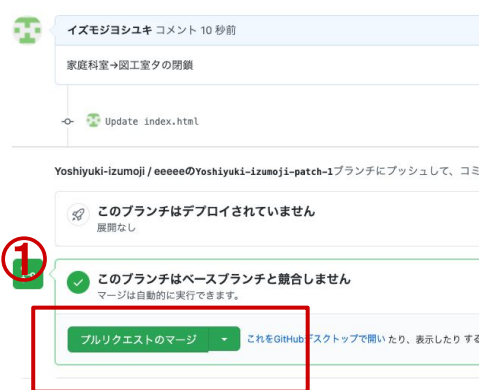 イズモジヨシユキ コメント 10 秒前
家庭科室→図工室タの閉鎖
Update index.html
Yoshiyuki-izumoji / eeeeeのYoshiyuki-izumoji-patch-1ブランチにプッシュして、コミ
このブランチはデプロイされていません
展開なし
①
このブランチはベースブランチと競合しません
マージは自動的に実行できます。
プルリクエストのマージ
これをGitHubデスクトップで開い たり、表示したり する